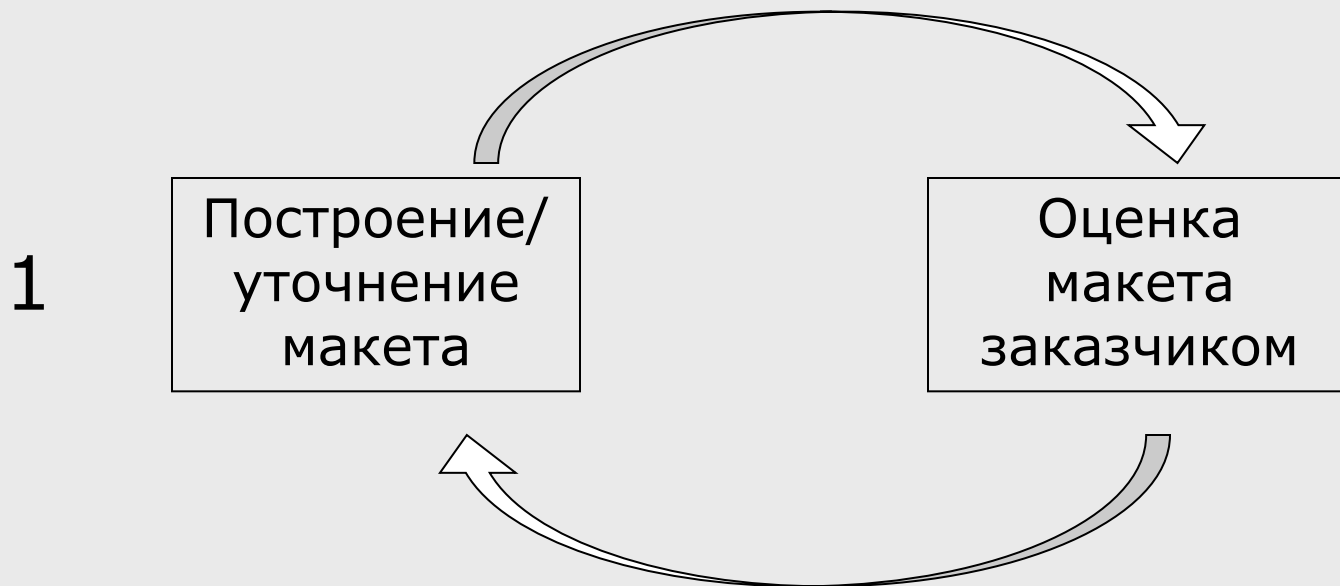 1
Построение/
уточнение
макета
Оценка
макета
заказчиком